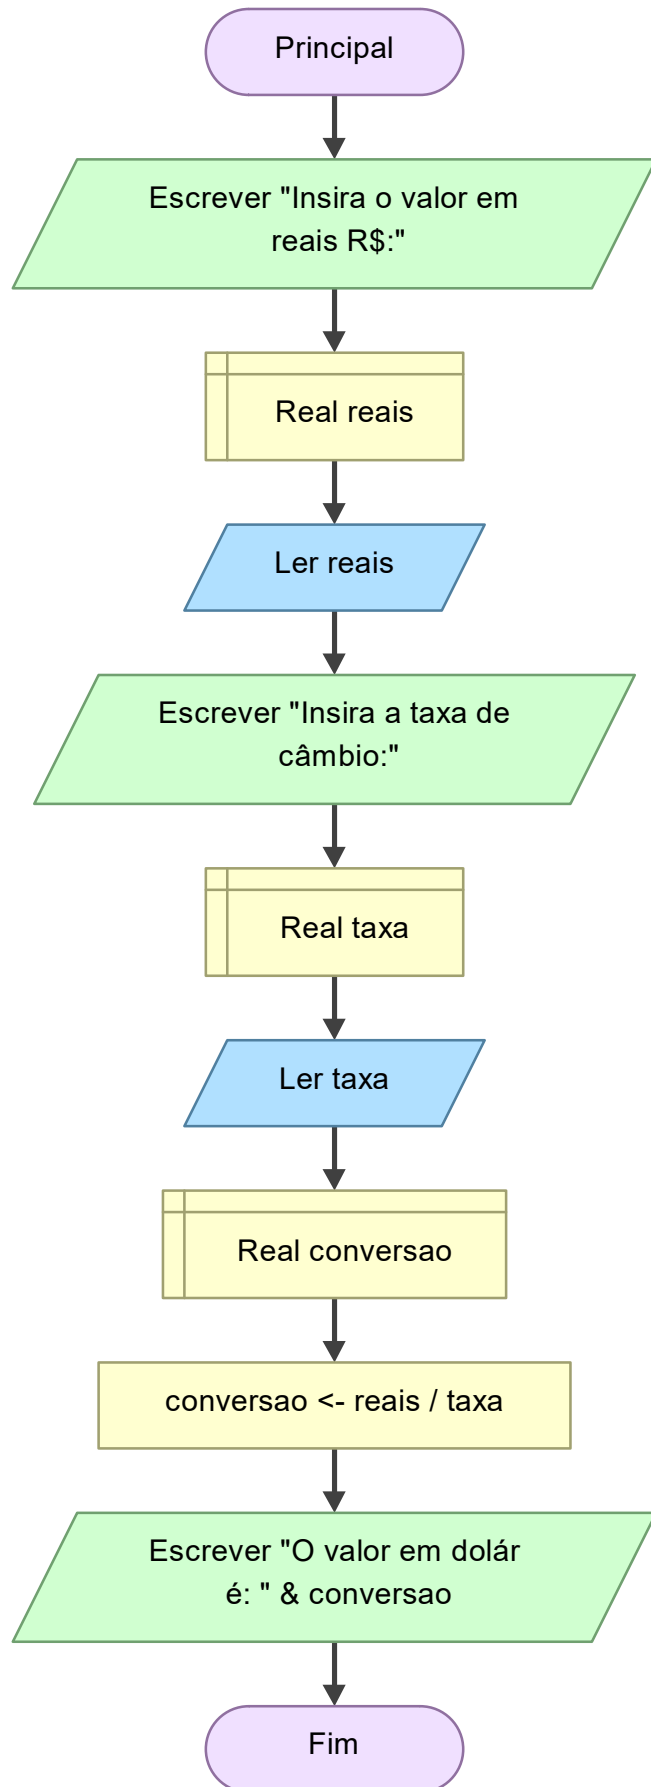 Principal
Escrever "Insira o valor em
reais R$:"
Real reais
Ler reais
Escrever "Insira a taxa de
câmbio:"
Real taxa
Ler taxa
Real conversao
conversao <- reais / taxa
Escrever "O valor em dolár
é: " & conversao
Fim